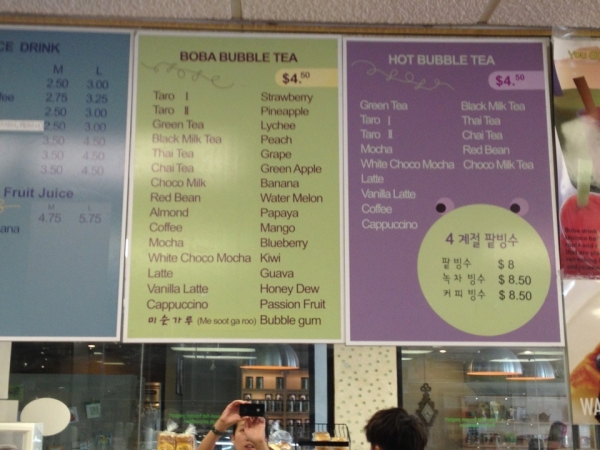 CE DRINK
M L
2.50 3.00
ffee 2.75 3.25
2.50 3.00
2.50 3.00
3.50 4.50
3.50 4.50
Fruit Juice
M L
4.75 5.75
ana
BOBA BUBBLE TEA
$4.50
Taro I
Taro II
Green Tea
Black Milk Tea
Thai Tea
Chai Tea
Choco Milk
Red Bean
Almond
Coffee
Mocha
White Choco Mocha
Latte
Vanilla Latte
Cappuccino
미순가루 (Me soot ga roo)
Strawberry
Pineapple
Lychee
Peach
Grape
Green Apple
Banana
Water Melon
Papaya
Mango
Blueberry
Kiwi
Guava
Honey Dew
Passion Fruit
Bubble gum
HOT BUBBLE TEA
$4.50
Green Tea
Taro I
Taro II
Mocha
White Choco Mocha
Latte
Vanilla Latte
Coffee
Cappuccino
Black Milk Tea
Thai Tea
Chai Tea
Red Bean
Choco Milk Tea
4 계절 팥빙수
팥빙수 $ 8
녹차 빙수 $ 8.50
커피 빙수 $ 8.50
WA